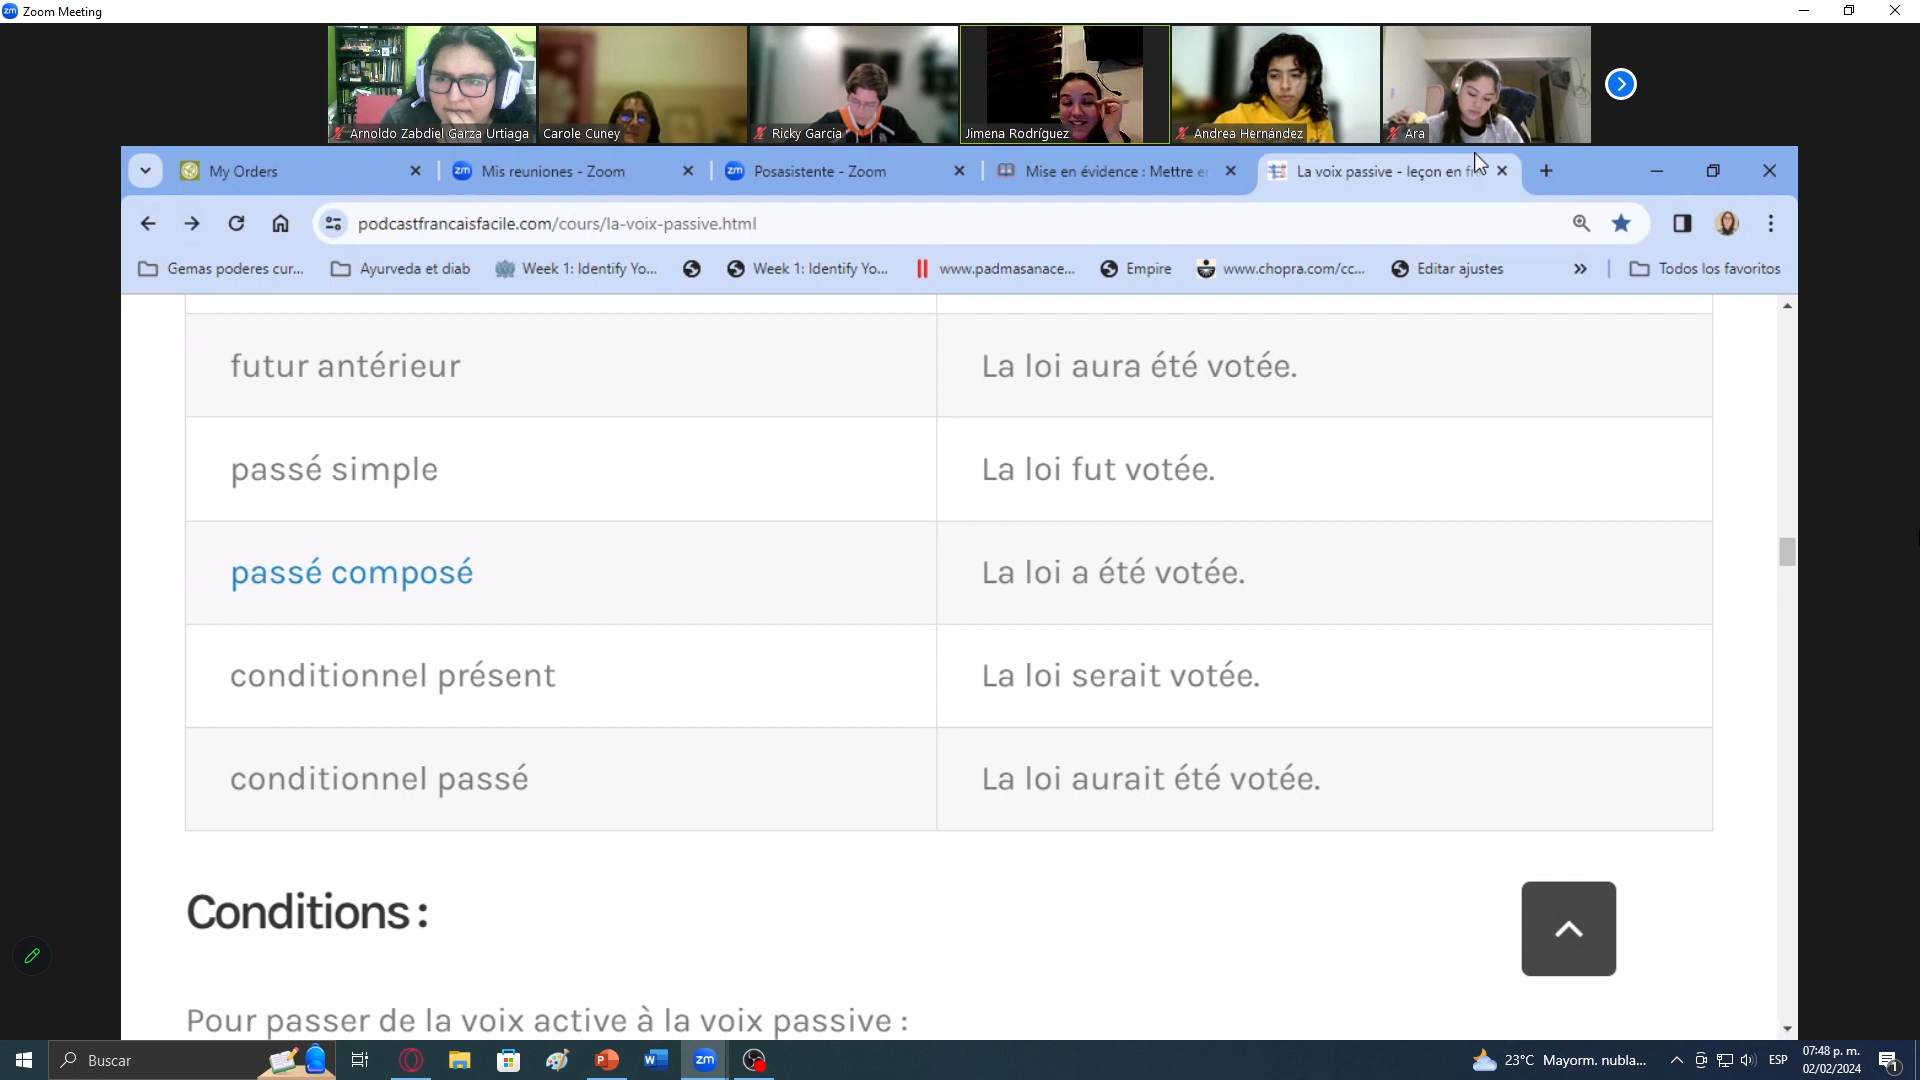 zm Zoom Meeting
Arnoldo Zabdiel Garza Urtiaga
Carole Cuney
Ricky Garcia
Jimena Rodríguez
Andrea Hernández
Ara
My Orders
zm Mis reuniones - Zoom
zm Posasistente - Zoom
Mise en évidence : Mettre e
La voix passive - leçon en f
podcastfrancaisfacile.com/cours/la-voix-passive.html
Gemas poderes cur...
Ayurveda et diab
Week 1: Identify Yo...
Week 1: Identify Yo...
www.padmasanace...
Empire
www.chopra.com/cc...
Editar ajustes
Todos los favoritos
futur antérieur La loi aura été votée.
passé simple La loi fut votée.
passé composé La loi a été votée.
conditionnel présent La loi serait votée.
conditionnel passé La loi aurait été votée.
Conditions :
Pour passer de la voix active à la voix passive :
Buscar
23°C Mayorm. nubla...
ESP
07:48 p. m.
02/02/2024
1